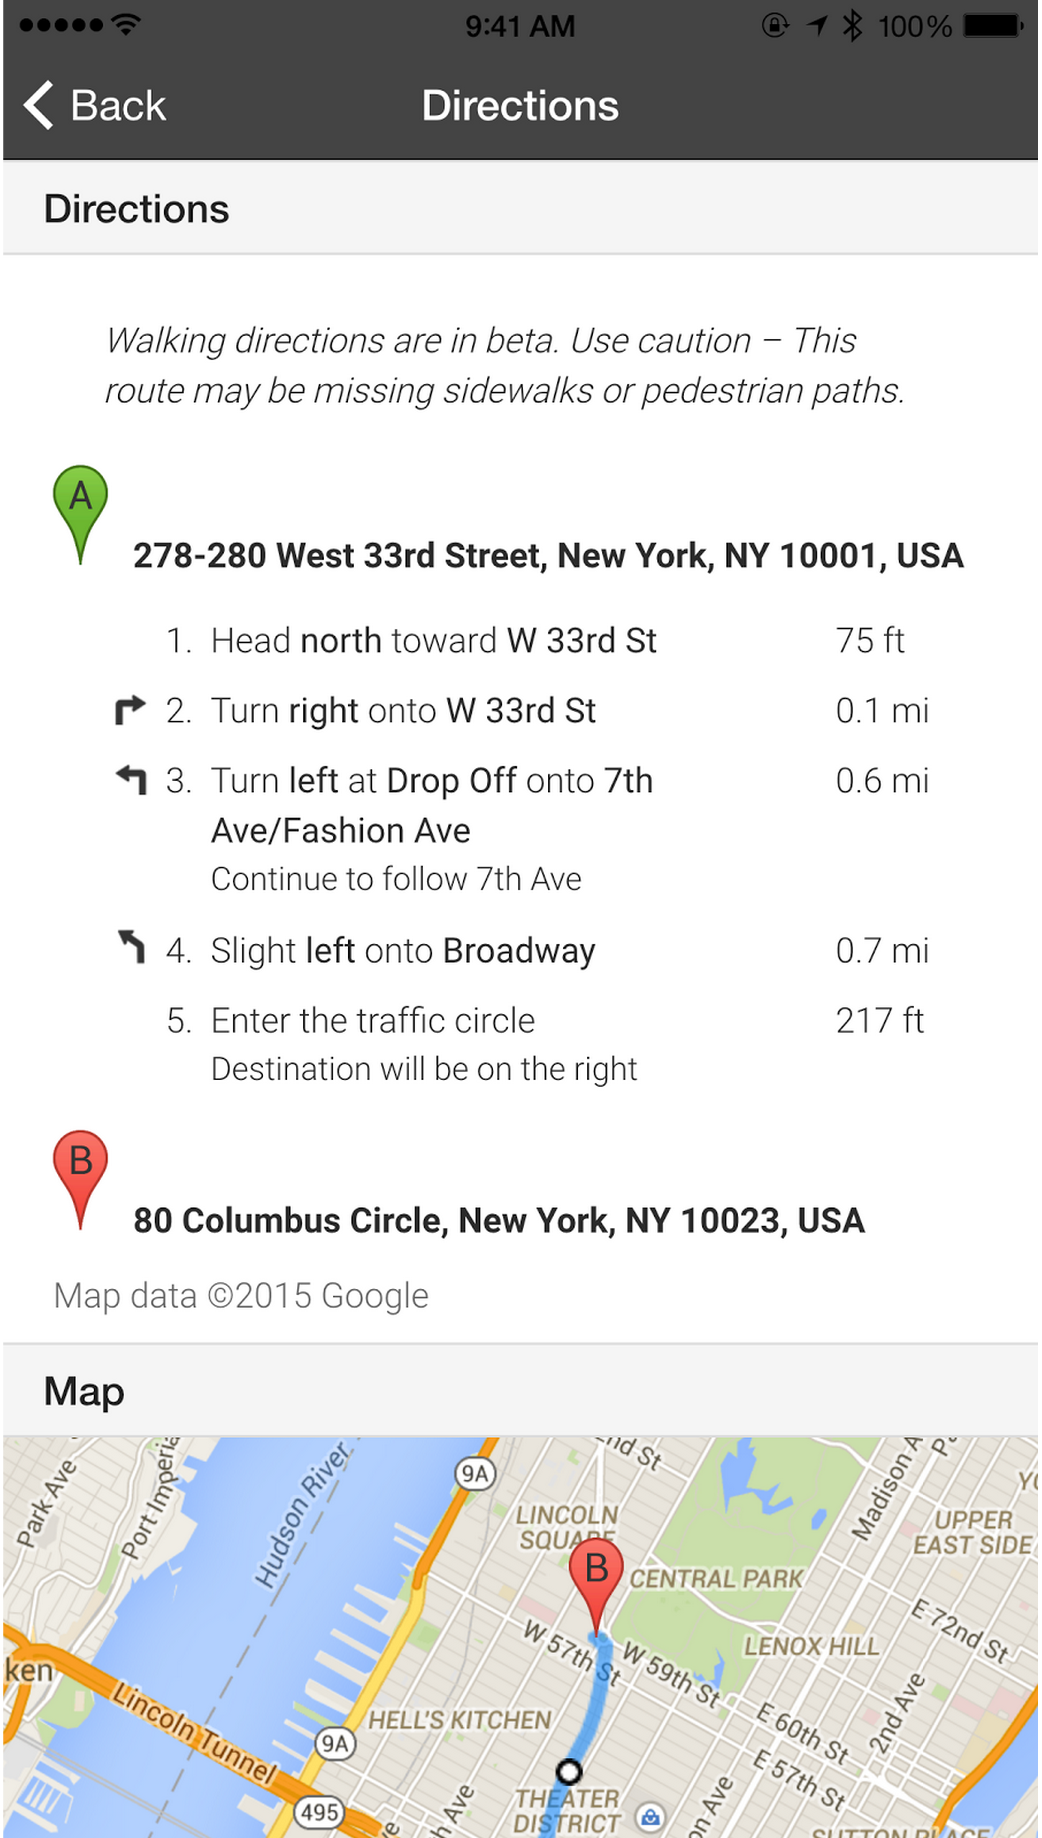 9:41 AM 100%
Back Directions
Directions
Walking directions are in beta. Use caution – This
route may be missing sidewalks or pedestrian paths.
A
278-280 West 33rd Street, New York, NY 10001, USA
1. Head north toward W 33rd St 75 ft
2. Turn right onto W 33rd St 0.1 mi
3. Turn left at Drop Off onto 7th 0.6 mi
Ave/Fashion Ave
Continue to follow 7th Ave
4. Slight left onto Broadway 0.7 mi
5. Enter the traffic circle 217 ft
Destination will be on the right
B
80 Columbus Circle, New York, NY 10023, USA
Map data ©2015 Google
Map
Park Ave
Port Imperia
Hudson River
9A
nd St
Madison A
LINCOLN
SQUARE
UPPER
EAST SIDE
B
CENTRAL PARK
E 72nd St
W 57th St
W 59th St
LENOX HILL
ken
Lincoln Tunnel
HELL'S KITCHEN
9A
E 60th St
2nd Ave
E 57th St
495
h Ave
THEATER
DISTRICT
on Ave
SUTTON PLACE